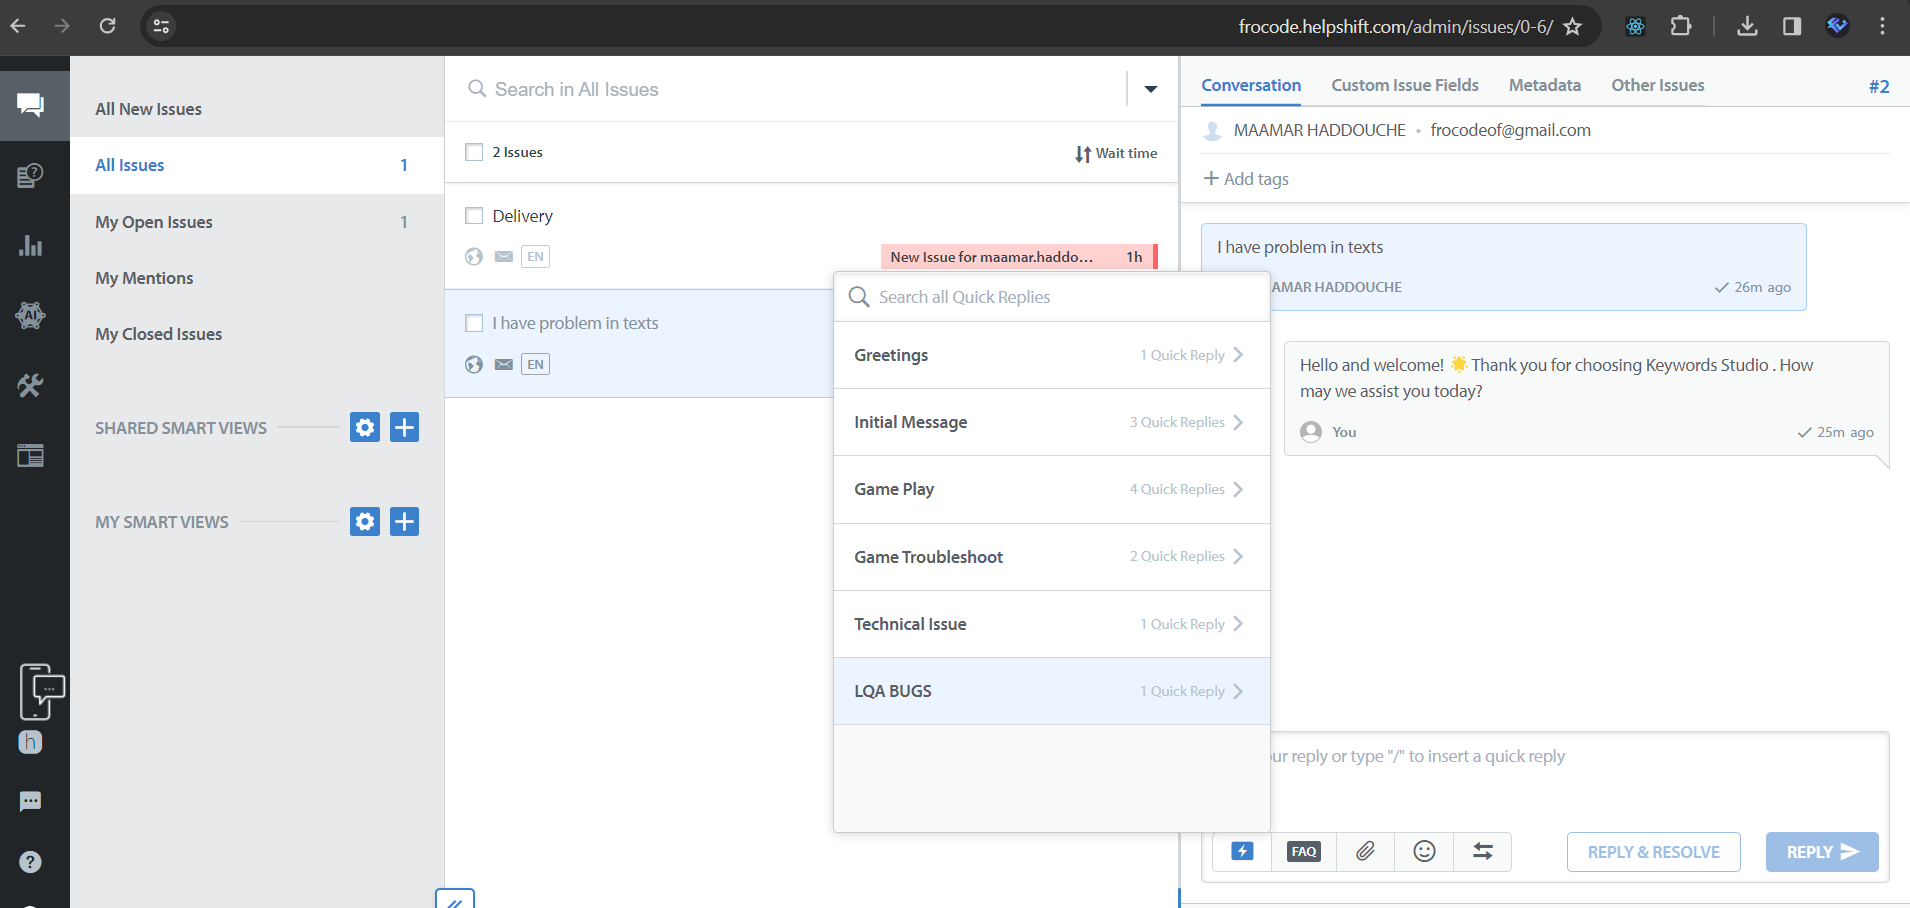 frocode.helpshift.com/admin/issues/0-6/
All New Issues
All Issues 1
My Open Issues 1
My Mentions
My Closed Issues
SHARED SMART VIEWS
MY SMART VIEWS
AI
h
?
Search in All Issues
2 Issues
Wait time
Delivery
EN
New Issue for maamar.haddo... 1h
I have problem in texts
EN
Search all Quick Replies
Greetings 1 Quick Reply
Initial Message 3 Quick Replies
Game Play 4 Quick Replies
Game Troubleshoot 2 Quick Replies
Technical Issue 1 Quick Reply
LQA BUGS 1 Quick Reply
Conversation Custom Issue Fields Metadata Other Issues #2
MAAMAR HADDOUCHE • frocodeof@gmail.com
+ Add tags
I have problem in texts
AMAR HADDOUCHE 26m ago
Hello and welcome! 🌟 Thank you for choosing Keywords Studio . How
may we assist you today?
You 25m ago
ur reply or type "/" to insert a quick reply
FAQ REPLY & RESOLVE REPLY